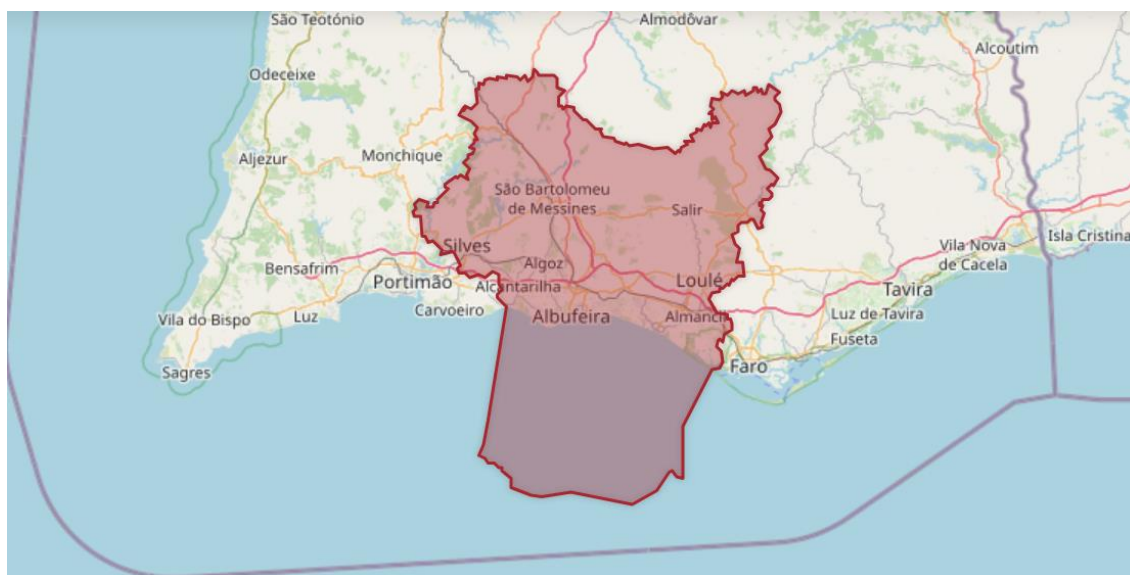 São Teotónio
Almodôvar
Alcoutim
Odeceixe
Monchique
Aljezur
São Bartolomeu
de Messines
Salir
Silves
Isla Cristina
Vila Nova
de Cacela
Bensafrim
Algoz
Portimão
Alcantarilha
Loulé
Tavira
Carvoeiro
Vila do Bispo
Luz
Albufeira
Almanc
Luz de Tavira
Fuseta
Sagres
Faro